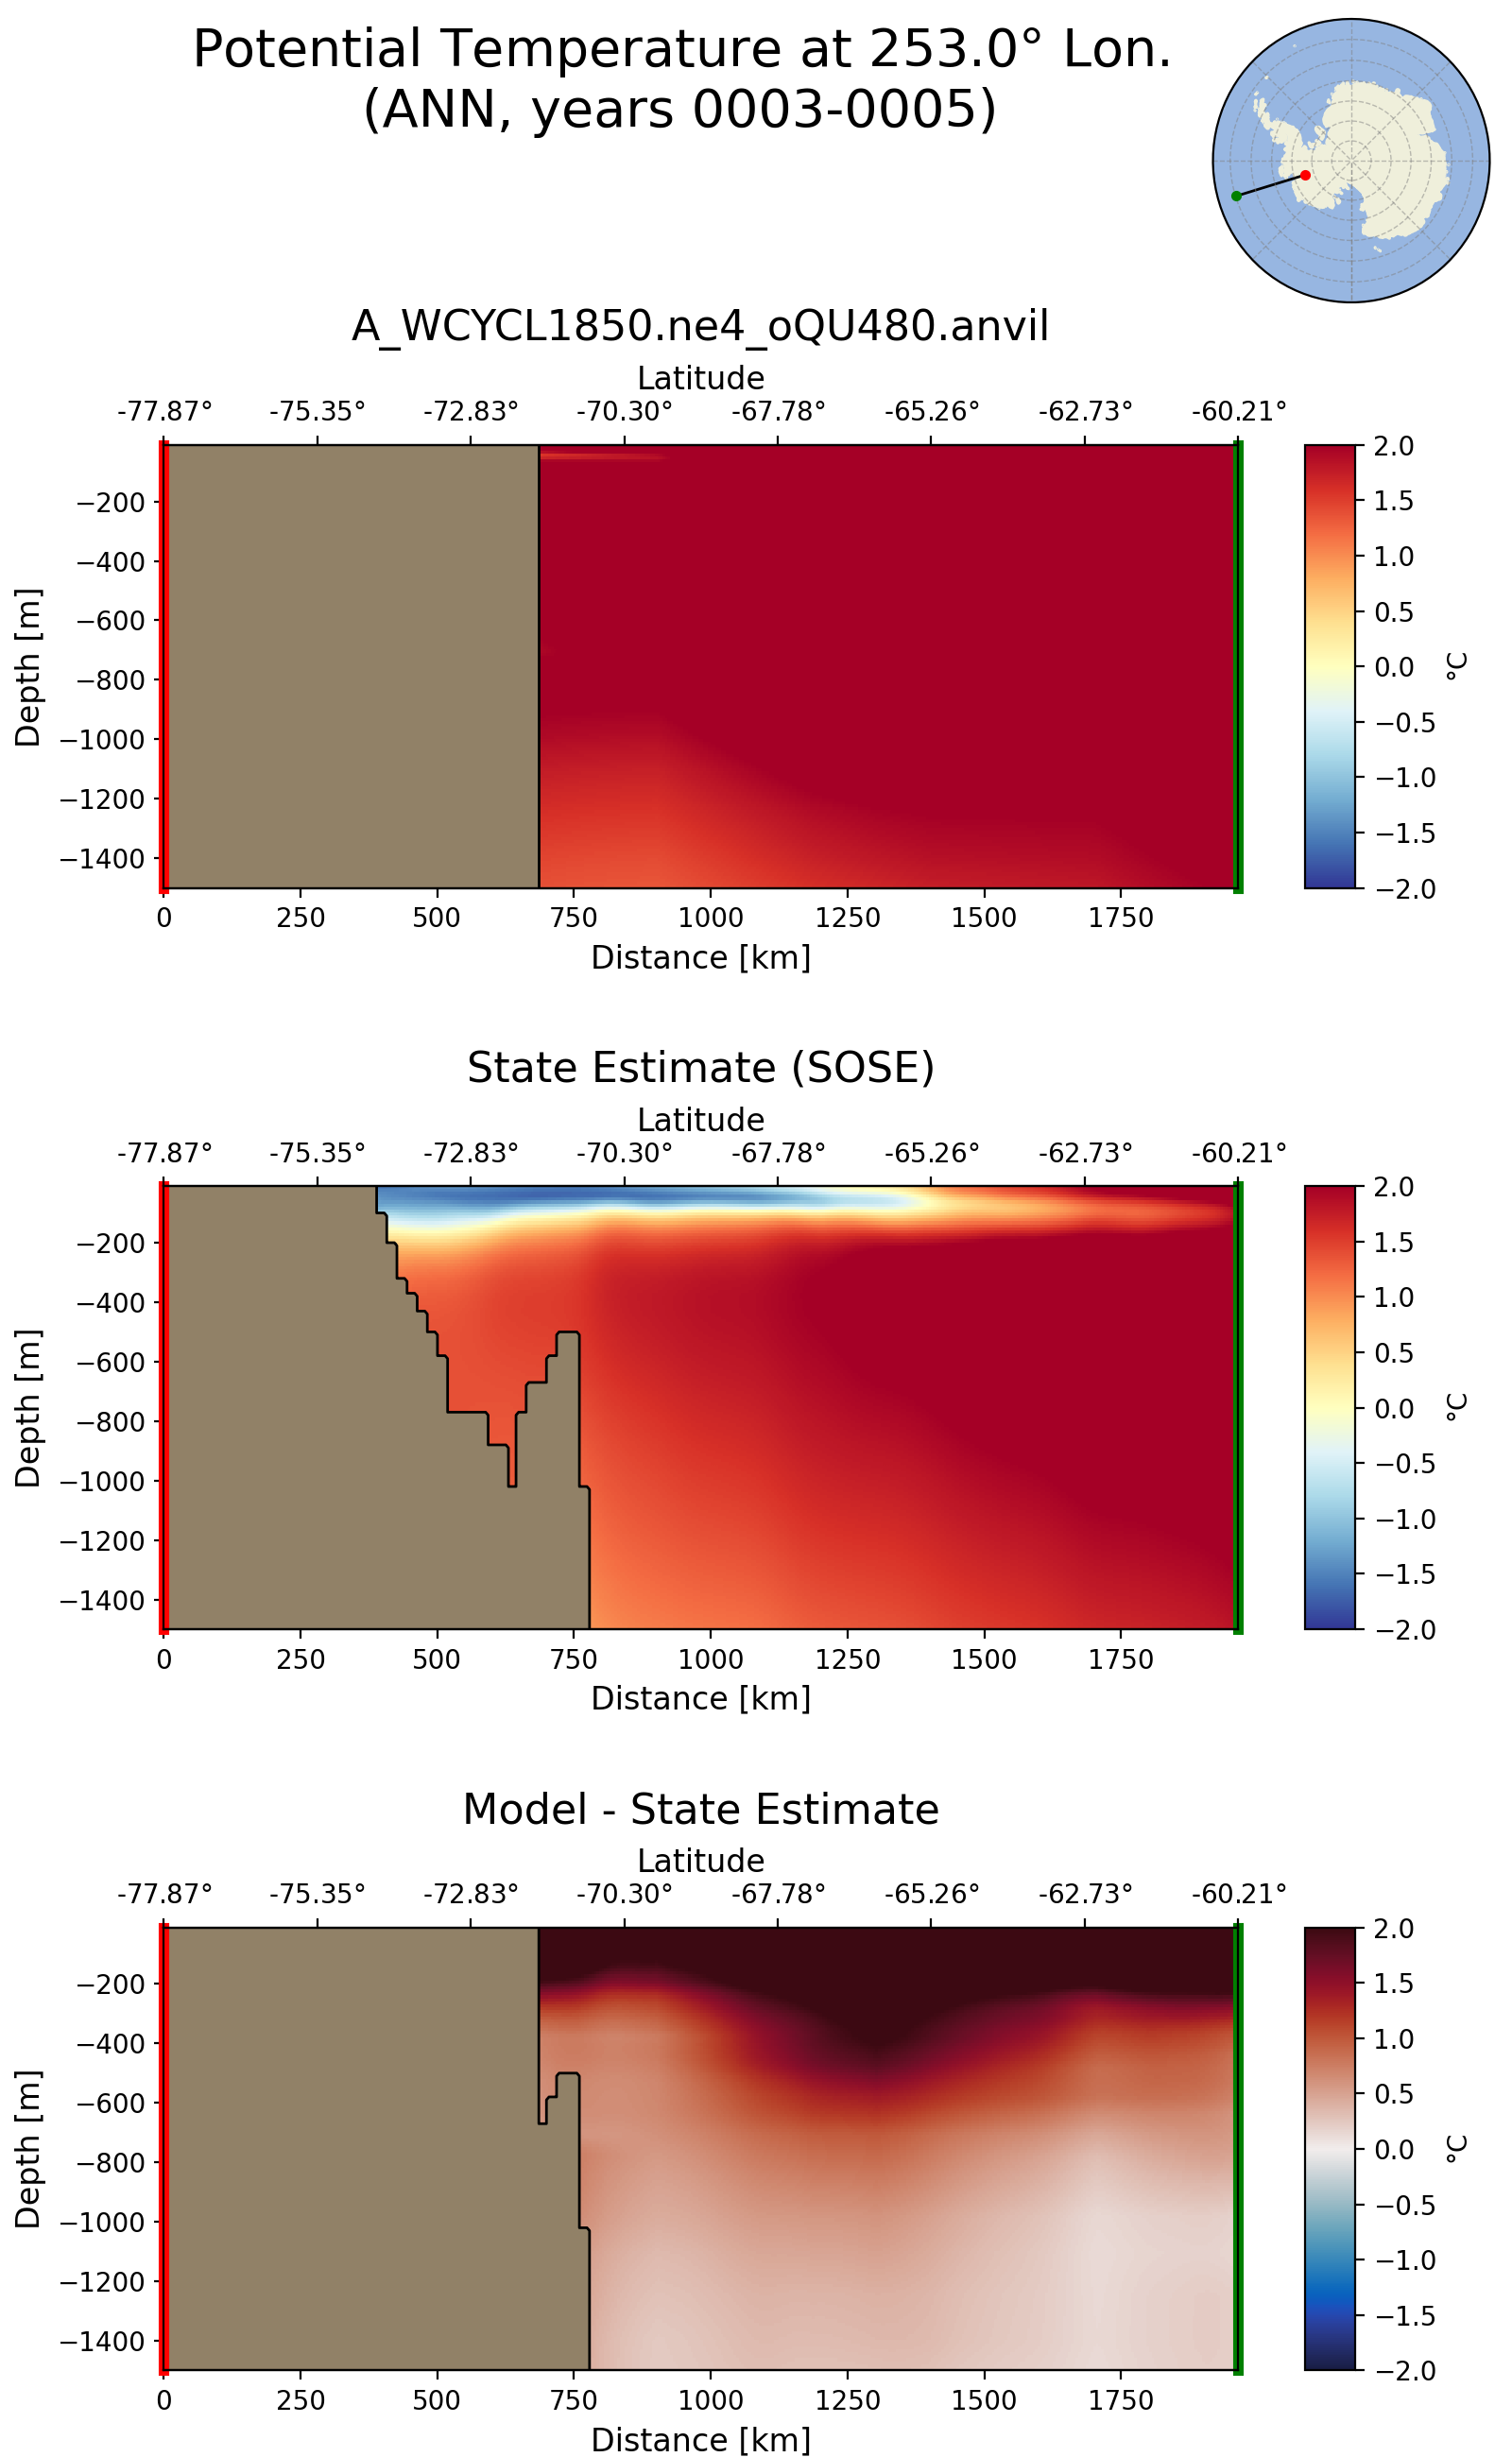 Potential Temperature at 253.0° Lon.
(ANN, years 0003-0005)
A_WCYCL1850.ne4_oQU480.anvil
Latitude
-77.87° -75.35° -72.83° -70.30° -67.78° -65.26° -62.73° -60.21°
Depth [m]
−200
−400
−600
−800
−1000
−1200
−1400
0 250 500 750 1000 1250 1500 1750
Distance [km]
2.0
1.5
1.0
0.5
0.0
−0.5
−1.0
−1.5
−2.0
°C
State Estimate (SOSE)
Latitude
-77.87° -75.35° -72.83° -70.30° -67.78° -65.26° -62.73° -60.21°
Depth [m]
−200
−400
−600
−800
−1000
−1200
−1400
0 250 500 750 1000 1250 1500 1750
Distance [km]
2.0
1.5
1.0
0.5
0.0
−0.5
−1.0
−1.5
−2.0
°C
Model - State Estimate
Latitude
-77.87° -75.35° -72.83° -70.30° -67.78° -65.26° -62.73° -60.21°
Depth [m]
−200
−400
−600
−800
−1000
−1200
−1400
0 250 500 750 1000 1250 1500 1750
Distance [km]
2.0
1.5
1.0
0.5
0.0
−0.5
−1.0
−1.5
−2.0
°C